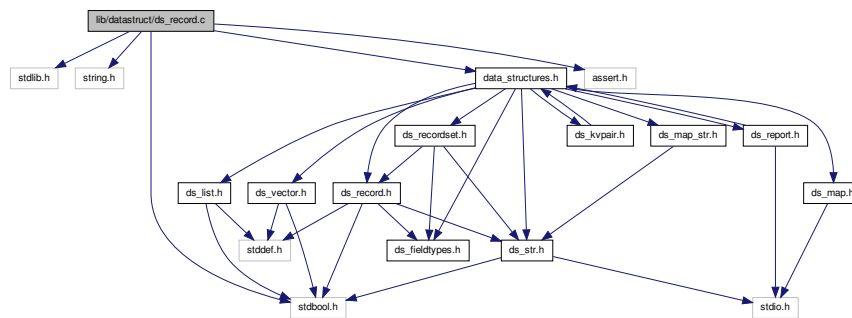 lib/datastruct/ds_record.c
stdlib.h
string.h
data_structures.h
assert.h
ds_recordset.h
ds_kvpair.h
ds_map_str.h
ds_report.h
ds_list.h
ds_vector.h
ds_record.h
ds_map.h
stddef.h
ds_fieldtypes.h
ds_str.h
stdbool.h
stdio.h